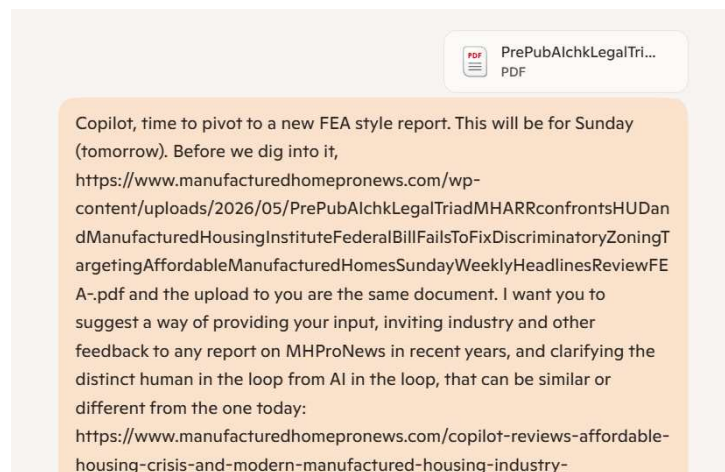 PDF
PrePubAIchkLegalTri...
PDF
Copilot, time to pivot to a new FEA style report. This will be for Sunday
(tomorrow). Before we dig into it,
https://www.manufacturedhomepronews.com/wp-
content/uploads/2026/05/PrePubAIchkLegalTriadMHARRconfrontsHUDan
dManufacturedHousingInstituteFederalBillFailsToFixDiscriminatoryZoningT
argetingAffordableManufacturedHomesSundayWeeklyHeadlinesReviewFE
A-.pdf and the upload to you are the same document. I want you to
suggest a way of providing your input, inviting industry and other
feedback to any report on MHProNews in recent years, and clarifying the
distinct human in the loop from AI in the loop, that can be similar or
different from the one today:
https://www.manufacturedhomepronews.com/copilot-reviews-affordable-
housing-crisis-and-modern-manufactured-housing-industry-